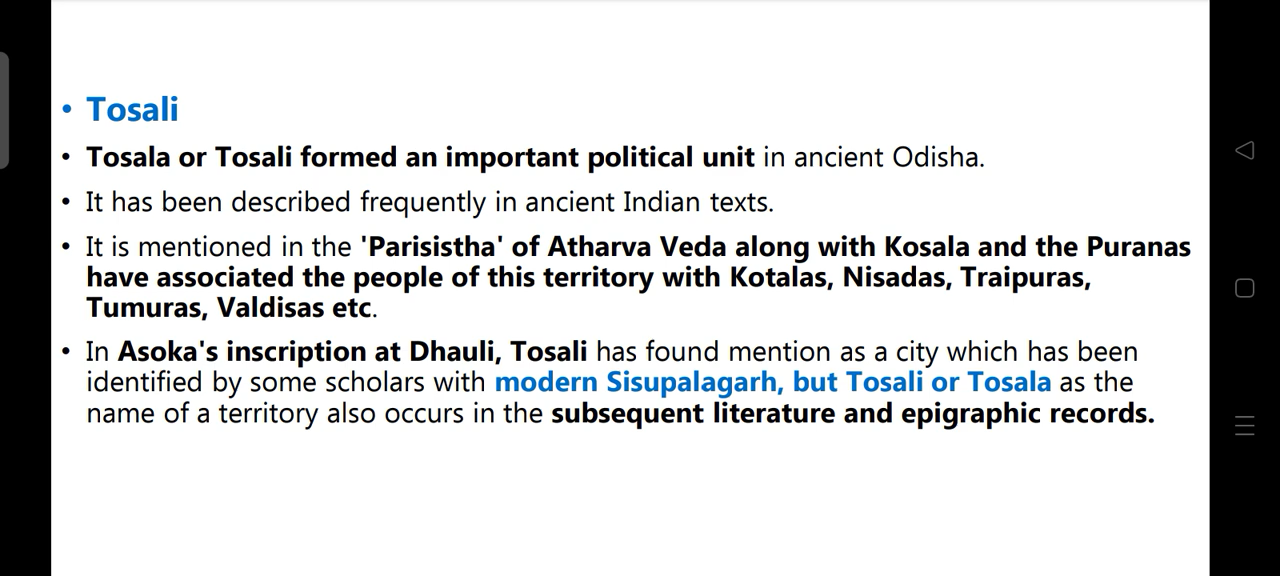 • Tosali
• Tosala or Tosali formed an important political unit in ancient Odisha.
• It has been described frequently in ancient Indian texts.
• It is mentioned in the 'Parisistha' of Atharva Veda along with Kosala and the Puranas
have associated the people of this territory with Kotalas, Nisadas, Traipuras,
Tumuras, Valdisas etc.
• In Asoka's inscription at Dhauli, Tosali has found mention as a city which has been
identified by some scholars with modern Sisupalagarh, but Tosali or Tosala as the
name of a territory also occurs in the subsequent literature and epigraphic records.